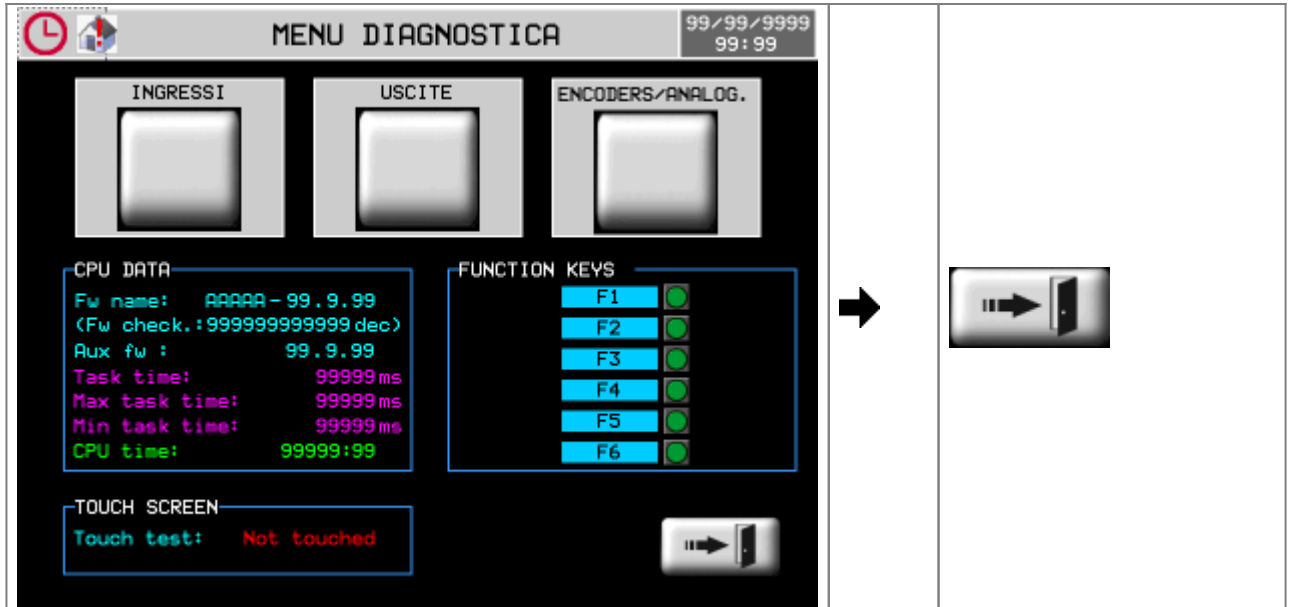 MENU DIAGNOSTICA
99/99/9999
99:99
INGRESSI
USCITE
ENCODERS/ANALOG.
CPU DATA
Fw name: AAAAA-99.9.99
(Fw check.:999999999999 dec)
Aux fw : 99.9.99
Task time: 99999 ms
Max task time: 99999 ms
Min task time: 99999 ms
CPU time: 99999:99
FUNCTION KEYS
F1
F2
F3
F4
F5
F6
TOUCH SCREEN
Touch test: Not touched